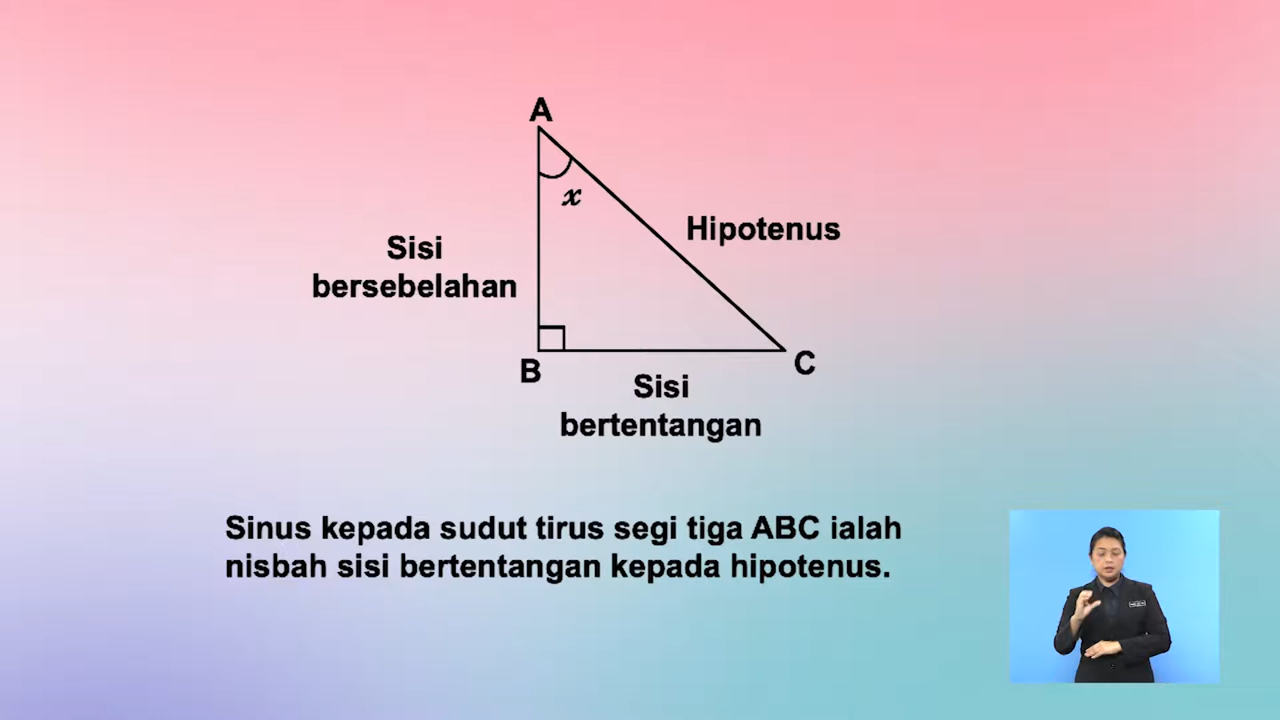 A
x
Hipotenus
Sisi
bersebelahan
B
C
Sisi
bertentangan
Sinus kepada sudut tirus segi tiga ABC ialah
nisbah sisi bertentangan kepada hipotenus.